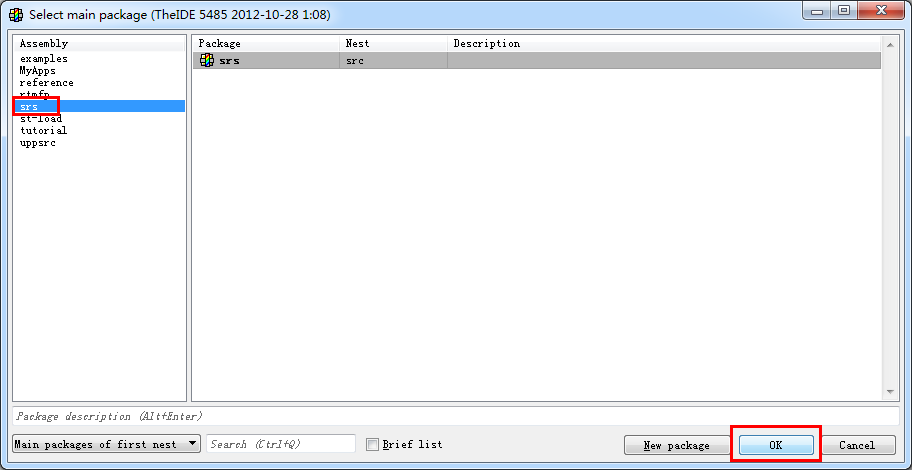 Select main package (TheIDE 5485 2012-10-28 1:08)
Assembly
examples
MyApps
reference
rtmfp
srs
st-load
tutorial
uppsrc
Package Nest Description
srs src
Package description (Alt+Enter)
Main packages of first nest Search (Ctrl+Q) Brief list New package OK Cancel